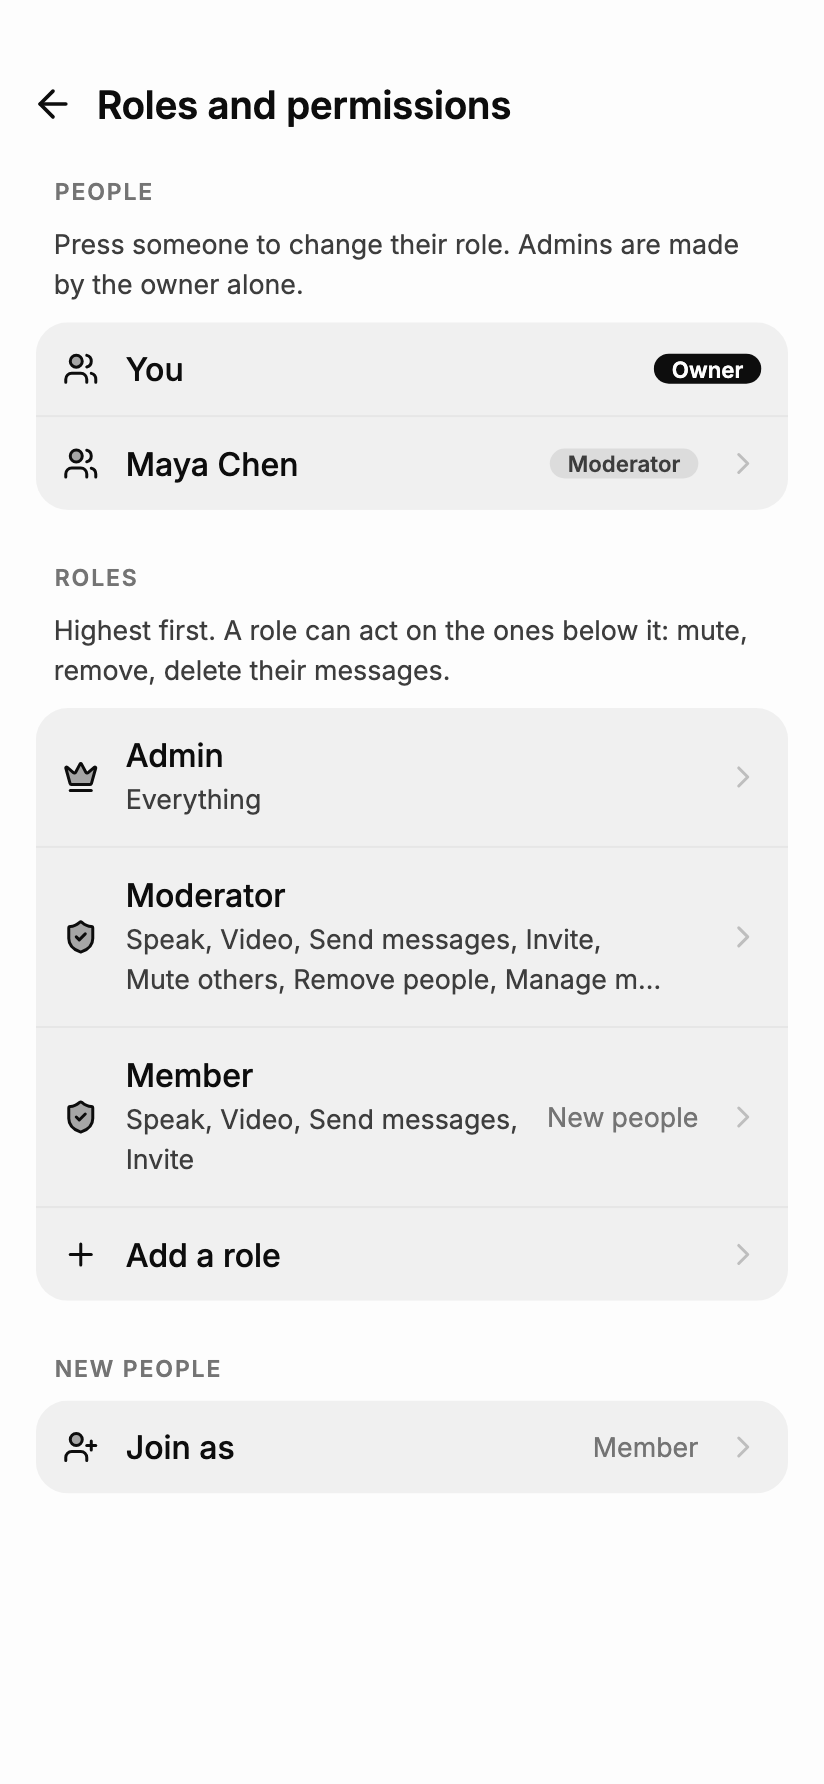 Roles and permissions
PEOPLE
Press someone to change their role. Admins are made
by the owner alone.
You
Owner
Maya Chen
Moderator
ROLES
Highest first. A role can act on the ones below it: mute,
remove, delete their messages.
Admin
Everything
Moderator
Speak, Video, Send messages, Invite,
Mute others, Remove people, Manage m...
Member
Speak, Video, Send messages,
Invite
New people
Add a role
NEW PEOPLE
Join as
Member